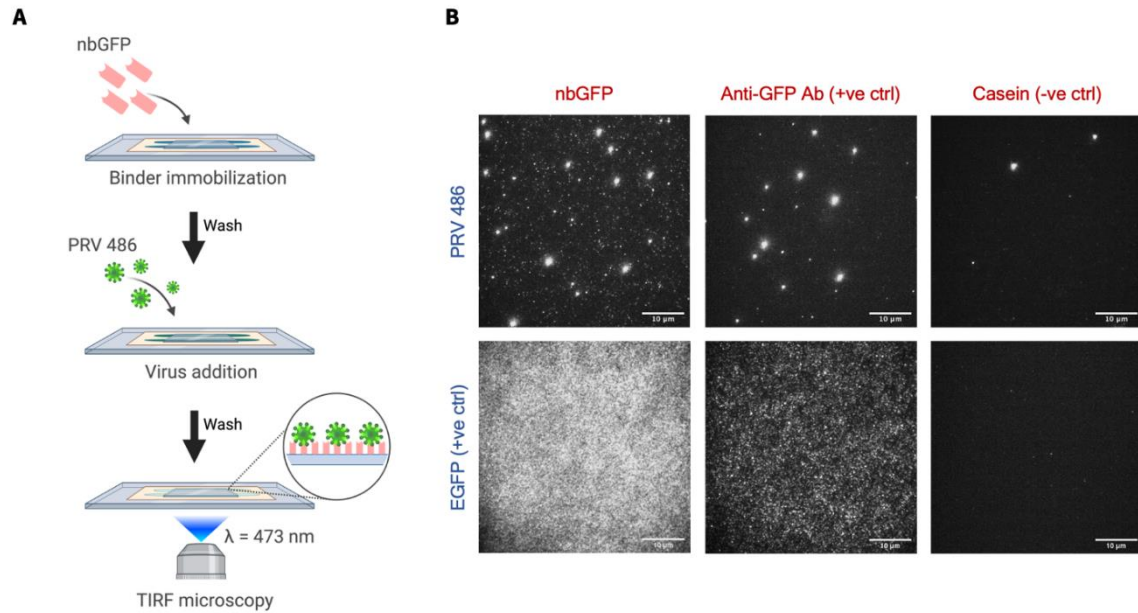 A
nbGFP
Binder immobilization
Wash
PRV 486
Virus addition
Wash
λ = 473 nm
TIRF microscopy
B
nbGFP
Anti-GFP Ab (+ve ctrl)
Casein (-ve ctrl)
PRV 486
10 µm
10 µm
10 µm
EGFP (+ve ctrl)
10 µm
10 µm
10 µm